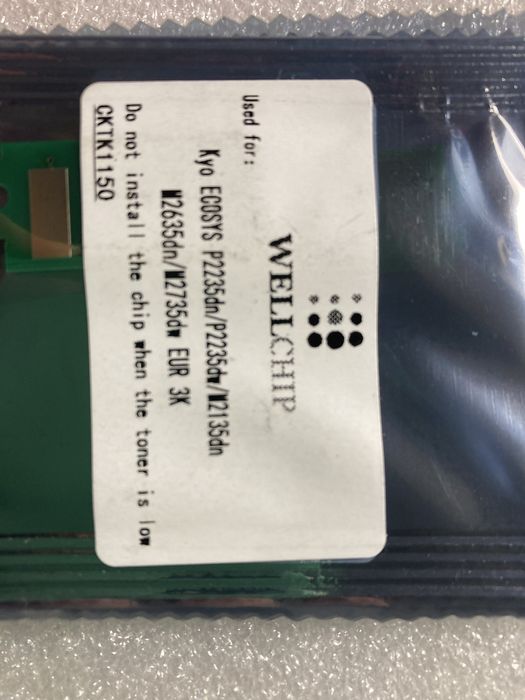 WELLCHIP
Used for:
Kyo ECOSYS P2235dn/P2235dw/M2135dn
M2635dn/M2735dw EUR 3K
Do not install the chip when the toner is low
CKTK1150